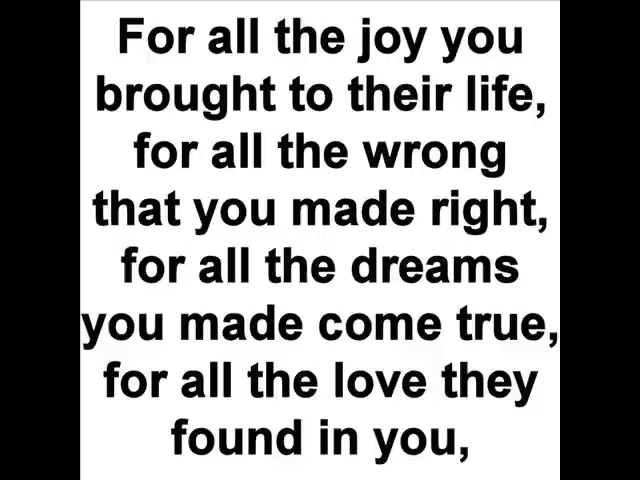 For all the joy you
brought to their life,
for all the wrong
that you made right,
for all the dreams
you made come true,
for all the love they
found in you,